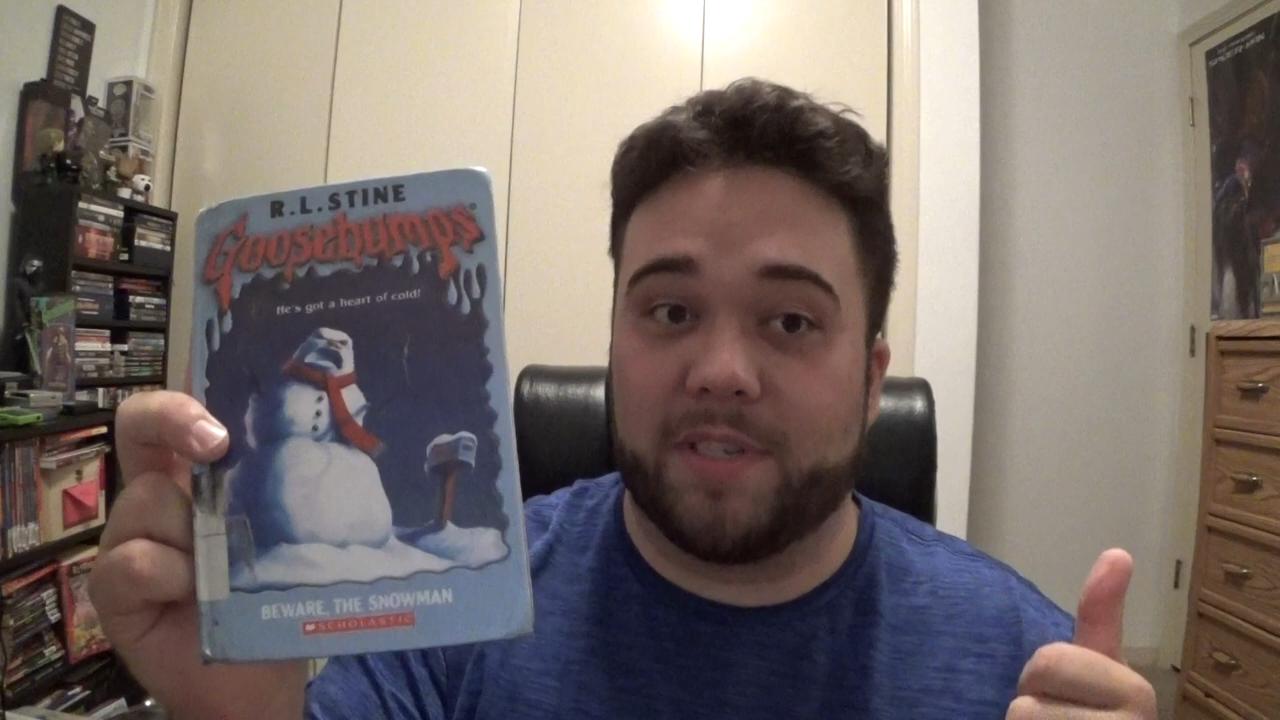 R.L.STINE
Goosebumps®
He's got a heart of cold!
BEWARE, THE SNOWMAN
SCHOLASTIC